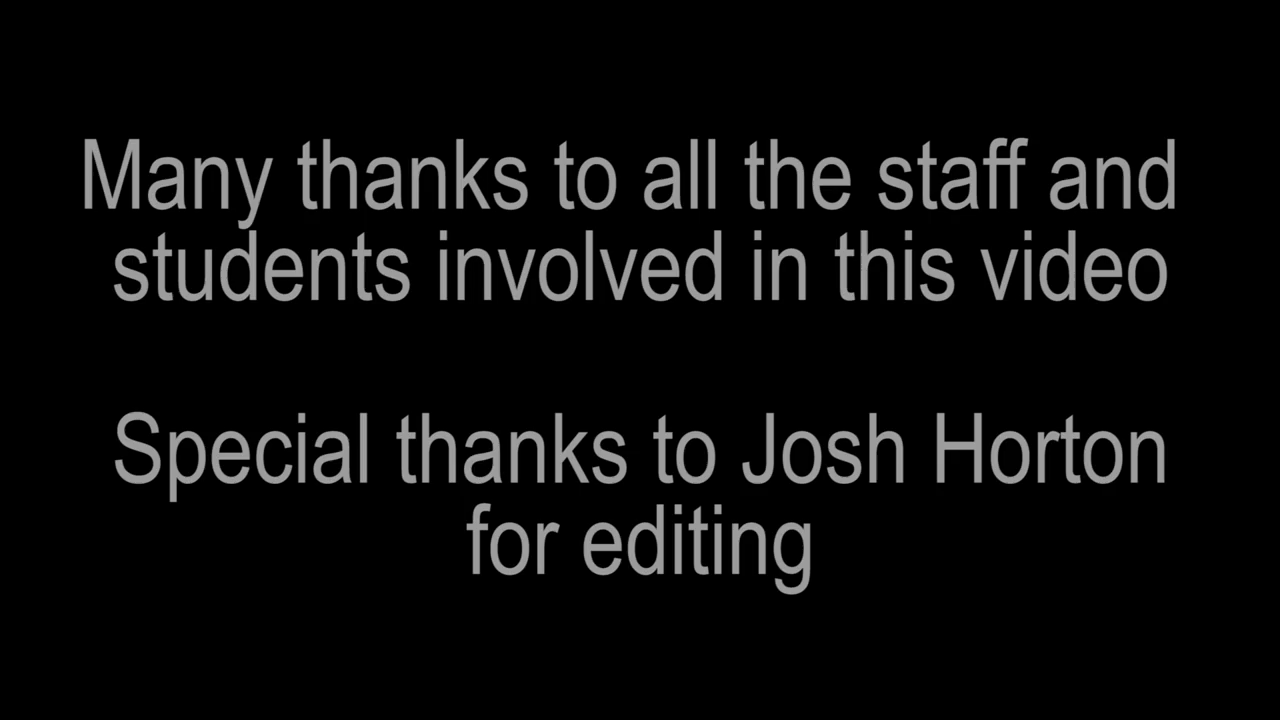 Many thanks to all the staff and
students involved in this video
Special thanks to Josh Horton
for editing